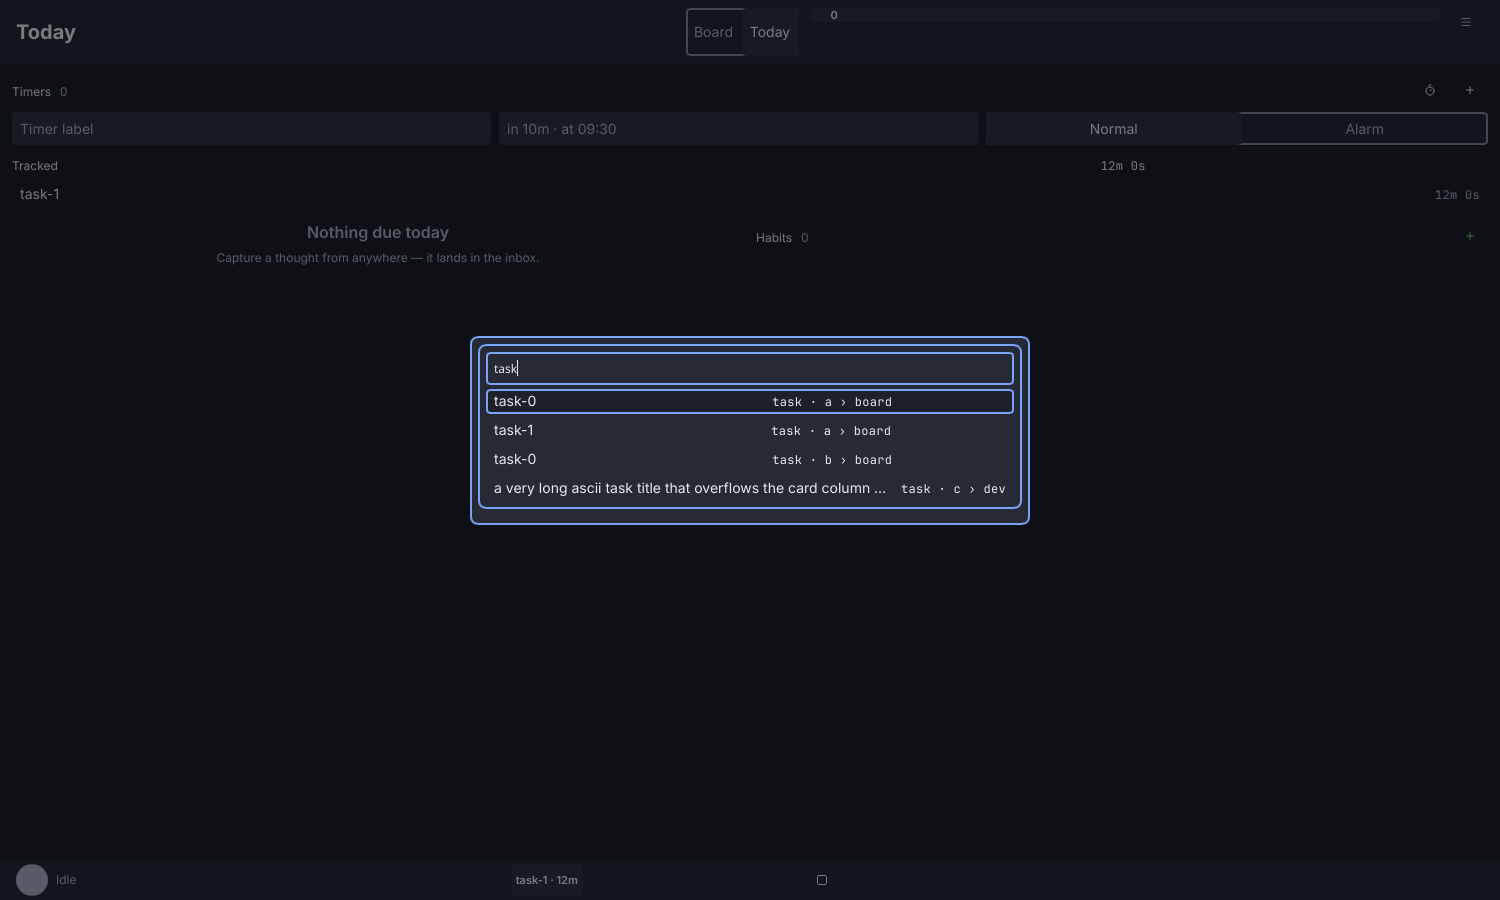 Today
Board Today
0
☰
Timers 0
+
Timer label
in 10m · at 09:30
Normal Alarm
Tracked 12m 0s
task-1 12m 0s
Nothing due today
Habits 0 +
Capture a thought from anywhere — it lands in the inbox.
task
task-0 task · a › board
task-1 task · a › board
task-0 task · b › board
a very long ascii task title that overflows the card column ... task · c › dev
Idle
task-1 · 12m